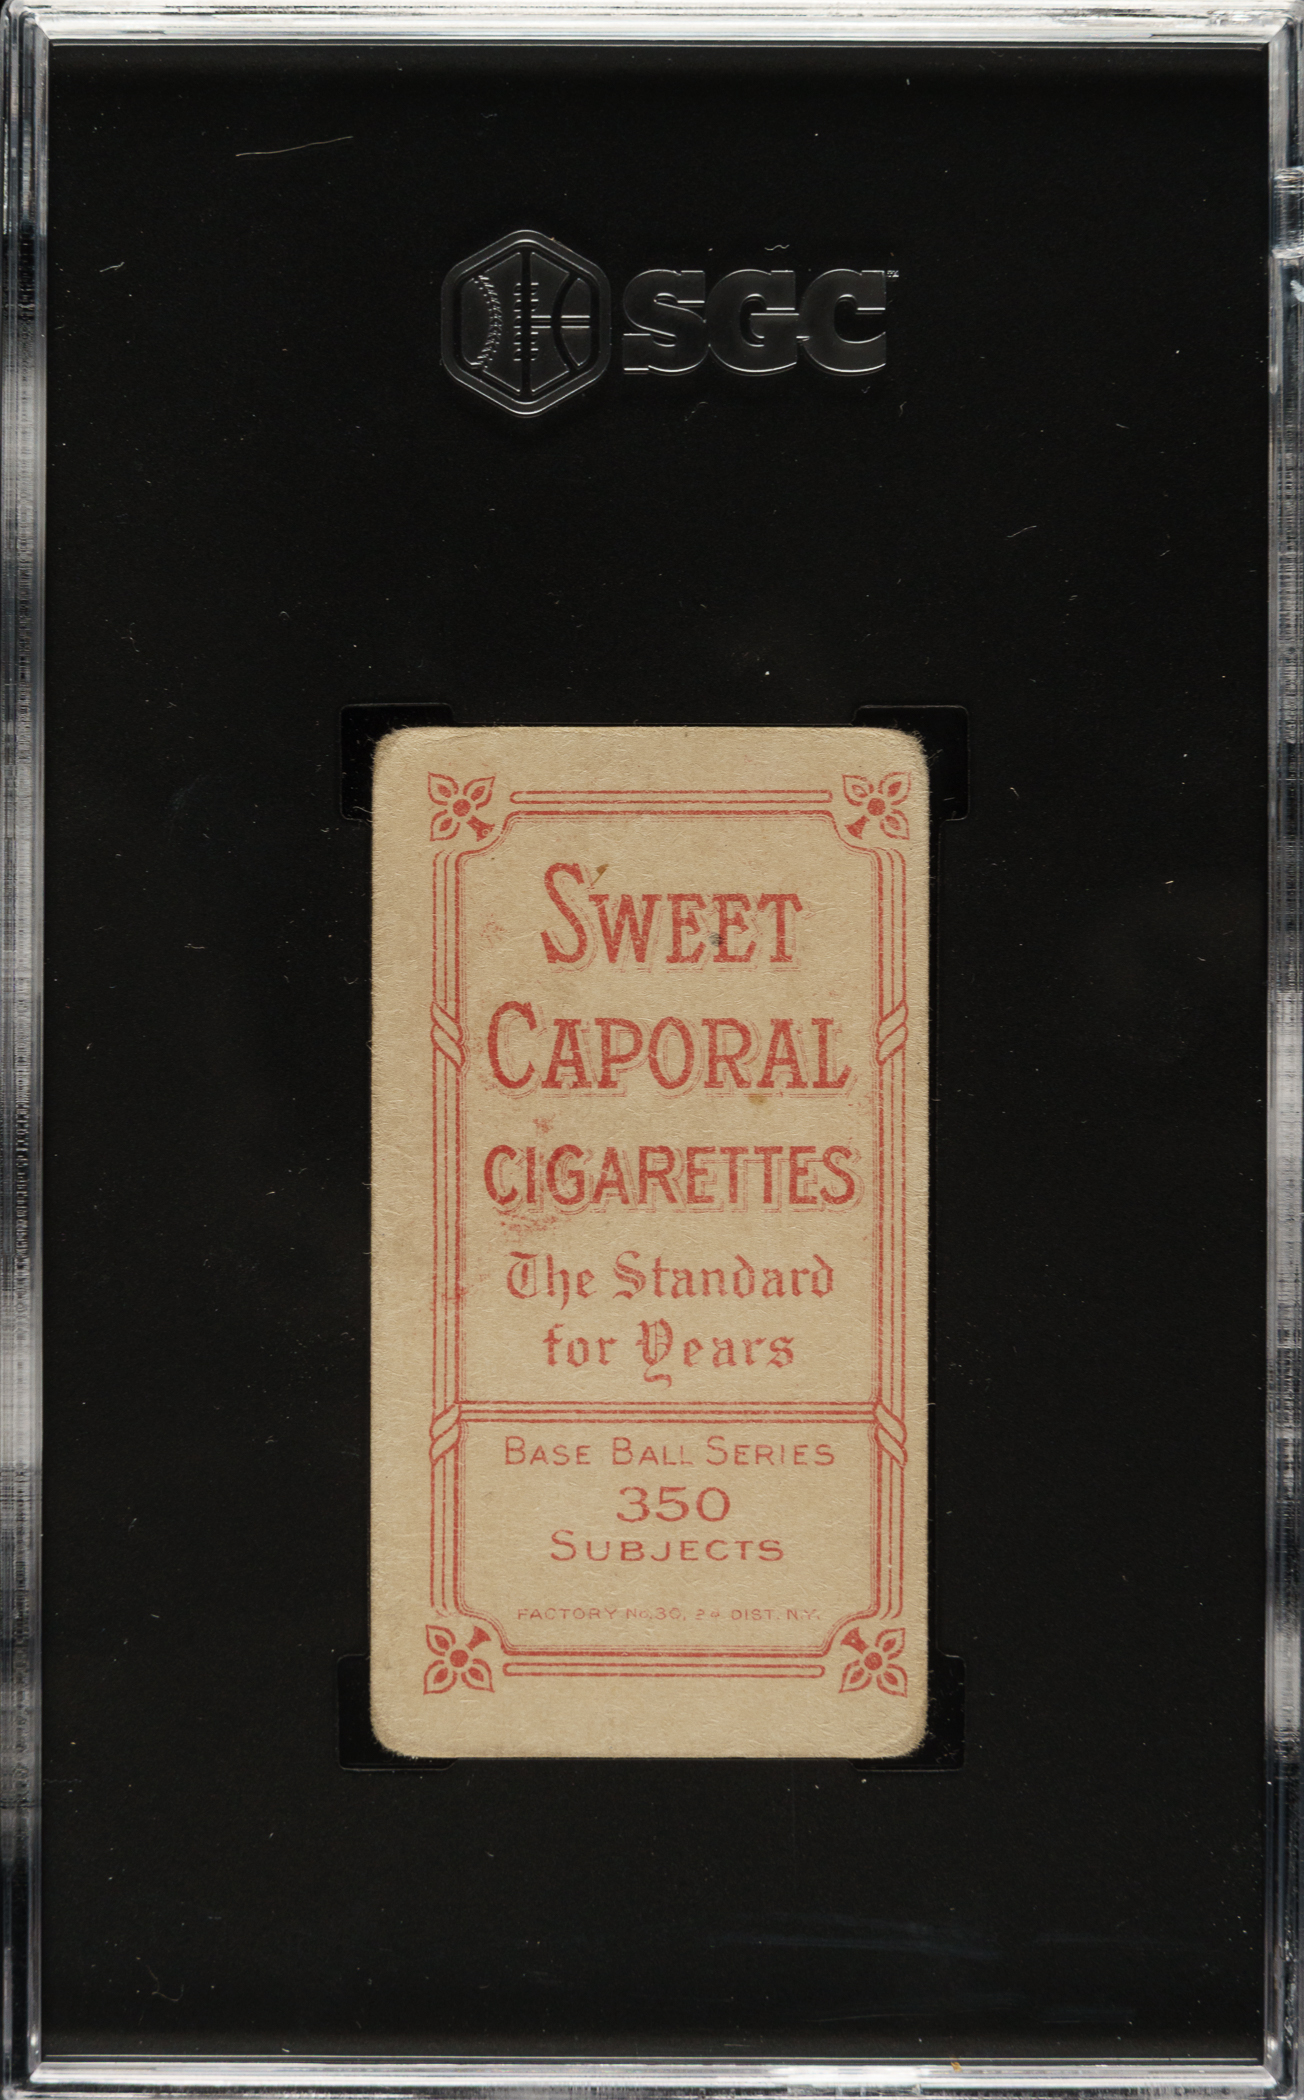 SGC
SWEET
CAPORAL
CIGARETTES
The Standard
for Years
BASE BALL SERIES
350
SUBJECTS
FACTORY No. 30, 2d DIST. N.Y.